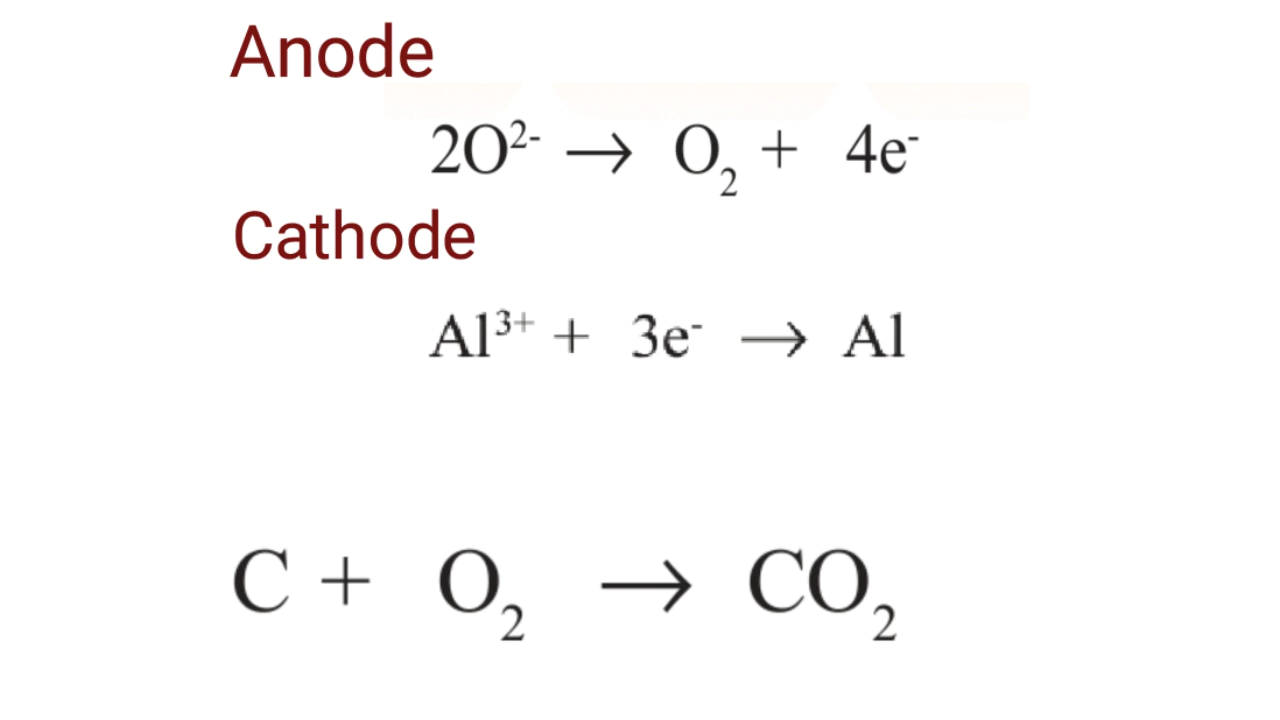 Anode
2O²⁻ → O₂ + 4e⁻
Cathode
Al³⁺ + 3e⁻ → Al
C + O₂ → CO₂